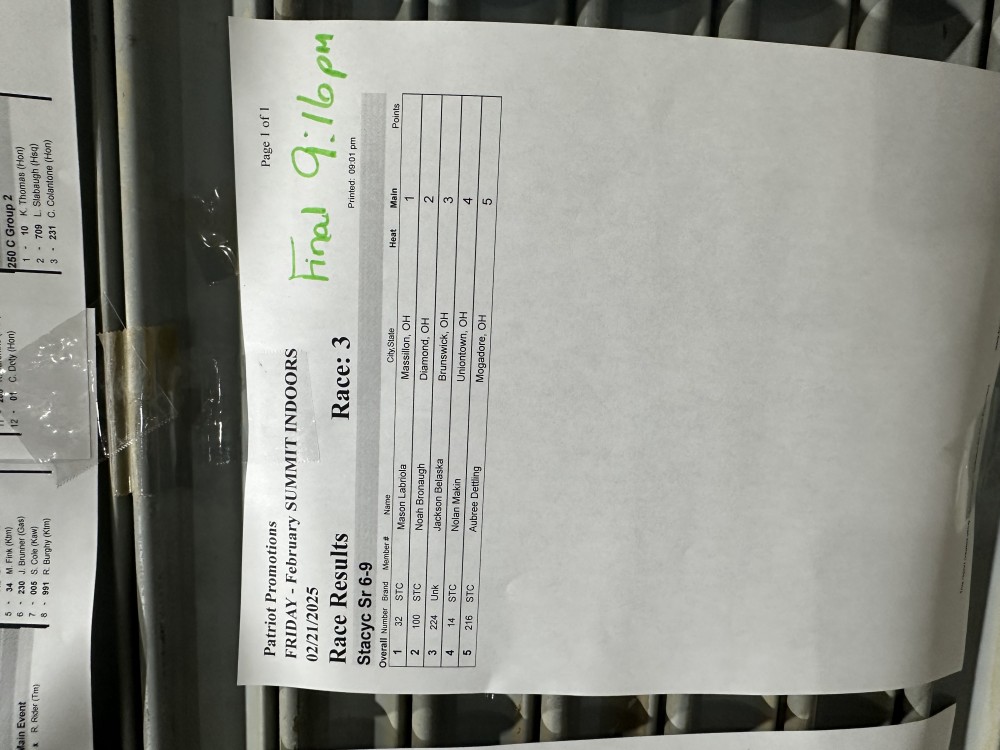 Patriot Promotions
Page 1 of 1
FRIDAY - February SUMMIT INDOORS
02/21/2025
Final 9:16pm
Race Results Race: 3
Printed: 09:01 pm
Stacyc Sr 6-9
Overall Number Brand Member # Name City,State Heat Main Points
1 32 STC Mason Labriola Massillon, OH 1
2 100 STC Noah Bronaugh Diamond, OH 2
3 224 Unk Jackson Belaska Brunswick, OH 3
4 14 STC Nolan Makin Uniontown, OH 4
5 216 STC Aubree Dettling Mogadore, OH 5
Main Event
R. Rider (Tm)
5 - 34 M. Fink (Ktm)
6 - 230 J. Brunner (Gas)
7 - 005 S. Cole (Kaw)
8 - 991 R. Burghy (Ktm)
12 - 01 C. Doty (Hon)
250 C Group 2
1 - 10 K. Thomas (Hon)
2 - 709 L. Slabaugh (Hsq)
3 - 231 C. Colantone (Hon)